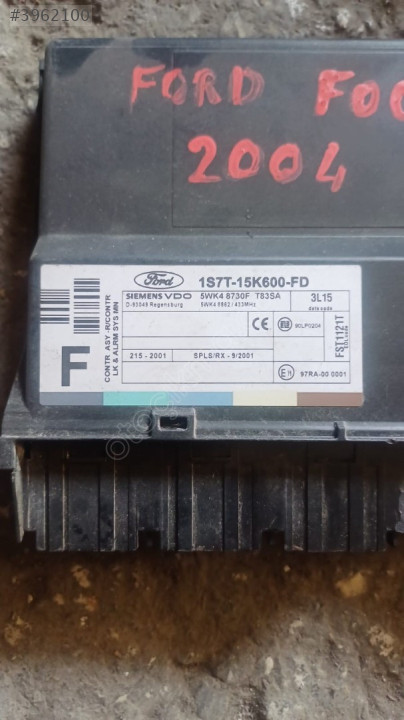 #3962100
FORD FOC
2004
Ford
1S7T-15K600-FD
SIEMENS VDO 5WK4 8730F T83SA
D-93049 Regensburg 5WK4 8962 / 433MHz
3L15
date code
CONTR ASY -R/CONTR
LK & ALRM SYS MN
F
CE
90LP0204
FST1121T
215 - 2001
SPLS/RX - 9/2001
E11
97RA-00 0001